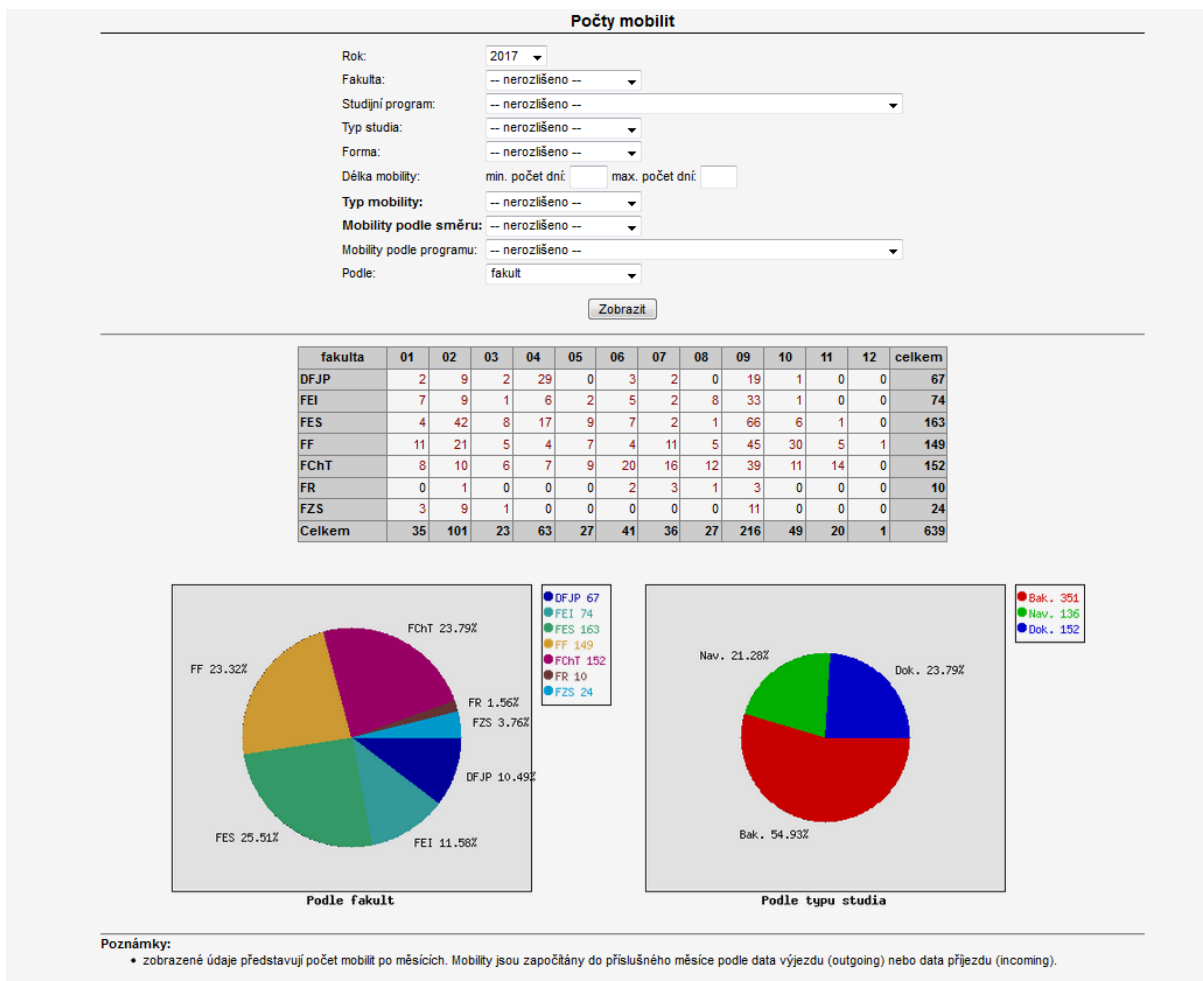 Počty mobilit
Rok: 2017
Fakulta: -- nerozlišeno --
Studijní program: -- nerozlišeno --
Typ studia: -- nerozlišeno --
Forma: -- nerozlišeno --
Délka mobility: min. počet dní: max. počet dní:
Typ mobility: -- nerozlišeno --
Mobility podle směru: -- nerozlišeno --
Mobility podle programu: -- nerozlišeno --
Podle: fakult
Zobrazit
fakulta 01 02 03 04 05 06 07 08 09 10 11 12 celkem
DFJP 2 9 2 29 0 3 2 0 19 1 0 0 67
FEI 7 9 1 6 2 5 2 8 33 1 0 0 74
FES 4 42 8 17 9 7 2 1 66 6 1 0 163
FF 11 21 5 4 7 4 11 5 45 30 5 1 149
FChT 8 10 6 7 9 20 16 12 39 11 14 0 152
FR 0 1 0 0 0 2 3 1 3 0 0 0 10
FZS 3 9 1 0 0 0 0 0 11 0 0 0 24
Celkem 35 101 23 63 27 41 36 27 216 49 20 1 639
FChT 23.79%
FF 23.32%
FR 1.56%
FZS 3.76%
DFJP 10.49%
FES 25.51%
FEI 11.58%
DFJP 67
FEI 74
FES 163
FF 149
FChT 152
FR 10
FZS 24
Podle fakult
Nav. 21.28%
Dok. 23.79%
Bak. 54.93%
Bak. 351
Nav. 136
Dok. 152
Podle typu studia
Poznámky:
• zobrazené údaje představují počet mobilit po měsících. Mobility jsou započítány do příslušného měsíce podle data výjezdu (outgoing) nebo data příjezdu (incoming).